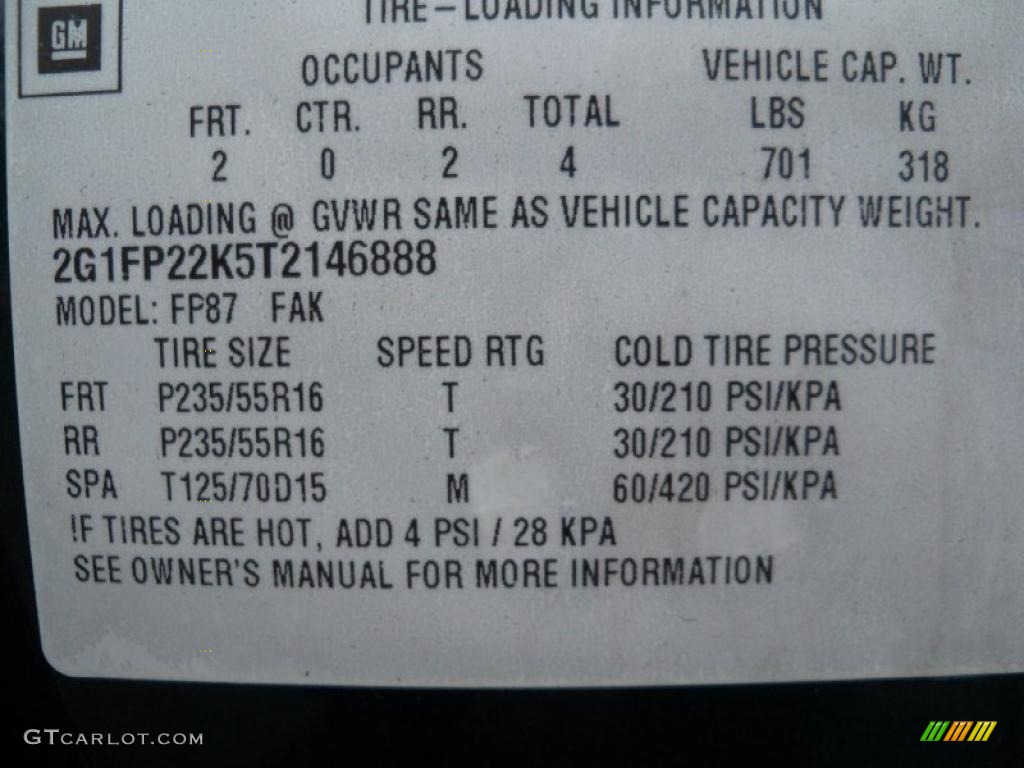 TIRE-LOADING INFORMATION
GM
OCCUPANTS VEHICLE CAP. WT.
FRT. CTR. RR. TOTAL LBS KG
2 0 2 4 701 318
MAX. LOADING @ GVWR SAME AS VEHICLE CAPACITY WEIGHT.
2G1FP22K5T2146888
MODEL: FP87 FAK
TIRE SIZE SPEED RTG COLD TIRE PRESSURE
FRT P235/55R16 T 30/210 PSI/KPA
RR P235/55R16 T 30/210 PSI/KPA
SPA T125/70D15 M 60/420 PSI/KPA
IF TIRES ARE HOT, ADD 4 PSI / 28 KPA
SEE OWNER'S MANUAL FOR MORE INFORMATION
GTCARLOT.COM